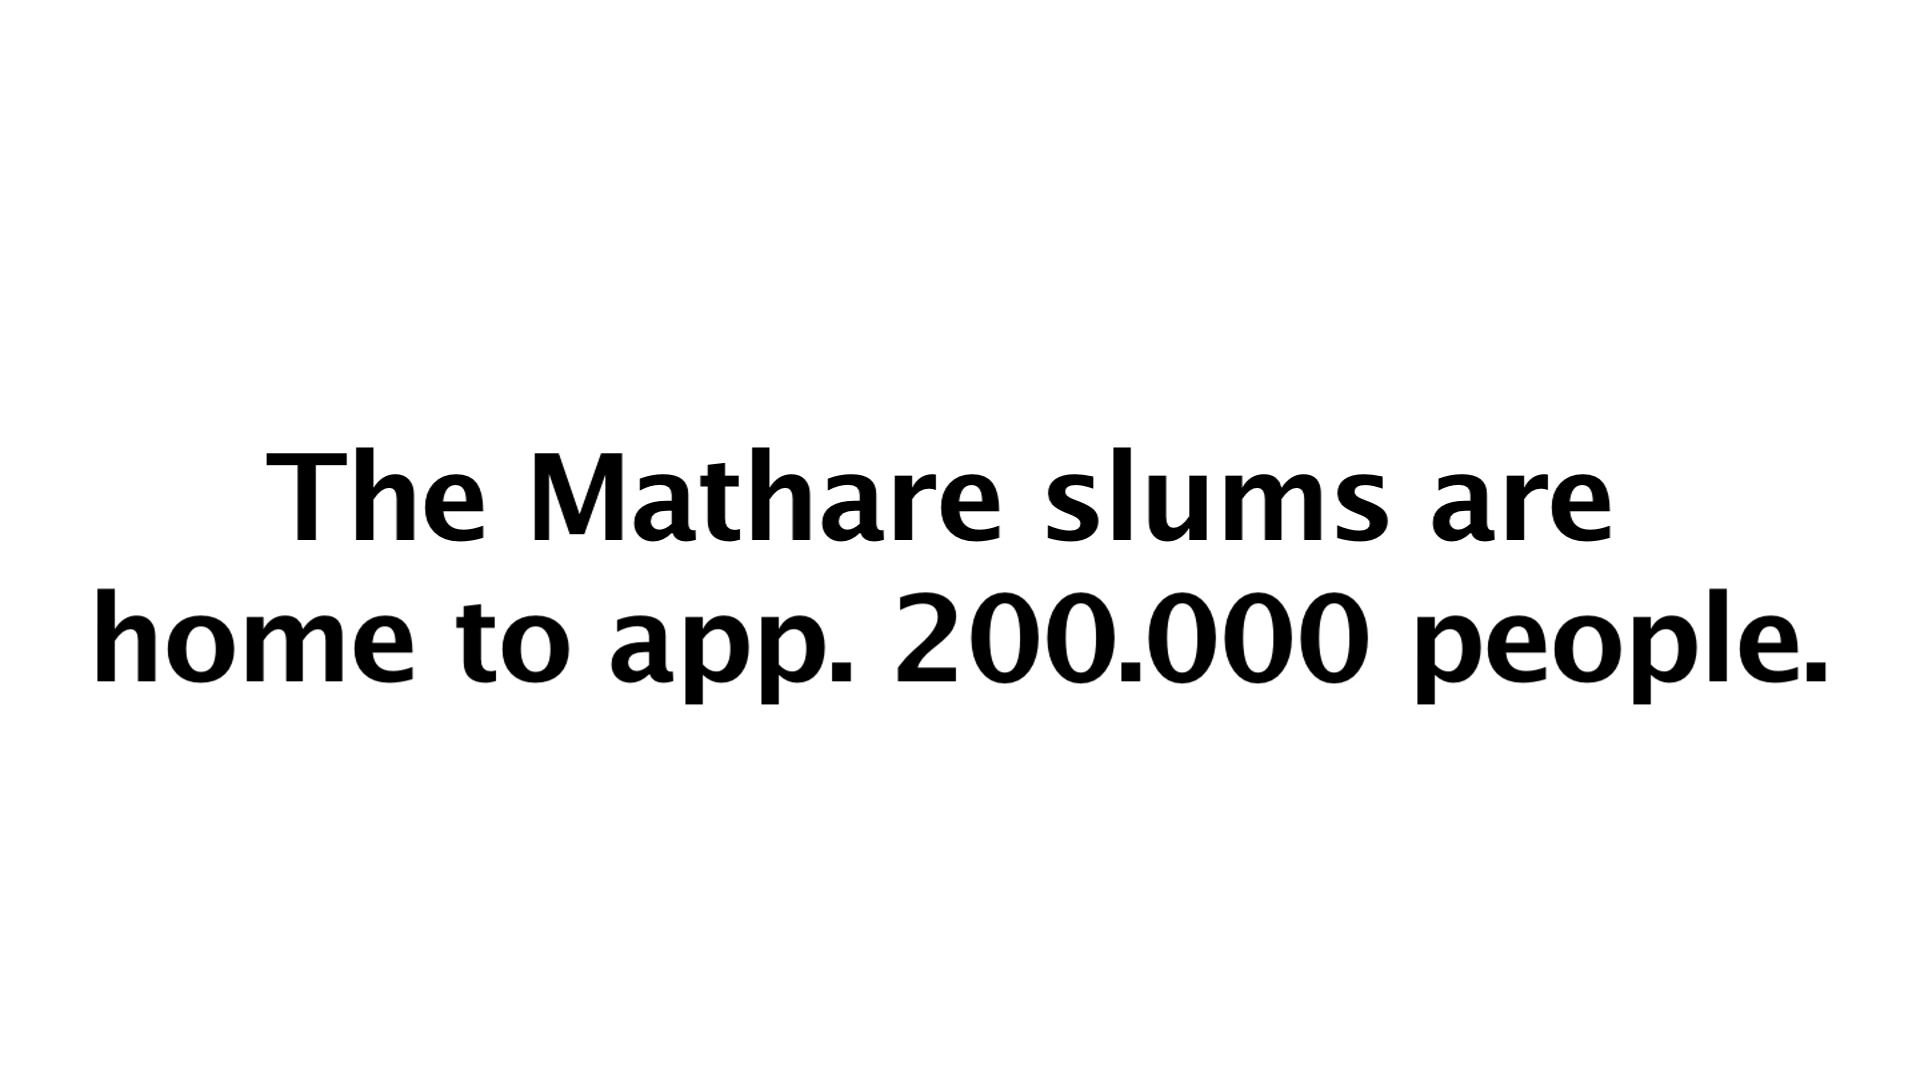 The Mathare slums are
home to app. 200.000 people.